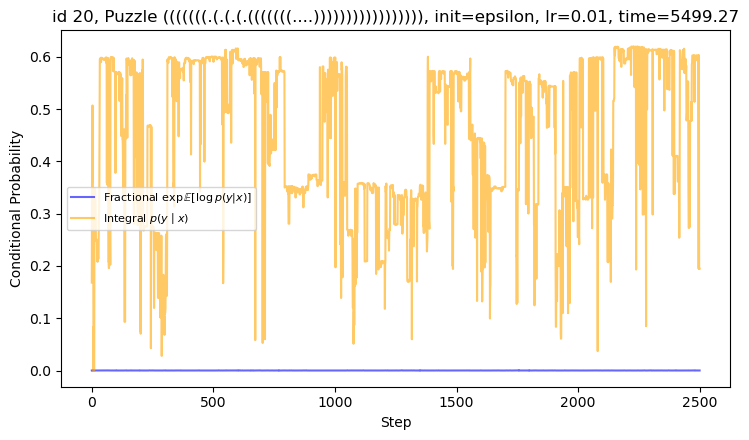 id 20, Puzzle (((((((.(.(.(.(((((((....)))))))))))))))))), init=epsilon, lr=0.01, time=5499.27
Conditional Probability
0.6
0.5
0.4
0.3
0.2
0.1
0.0
Fractional exp𝔼[log p(y|x)]
Integral p(y | x)
0 500 1000 1500 2000 2500
Step